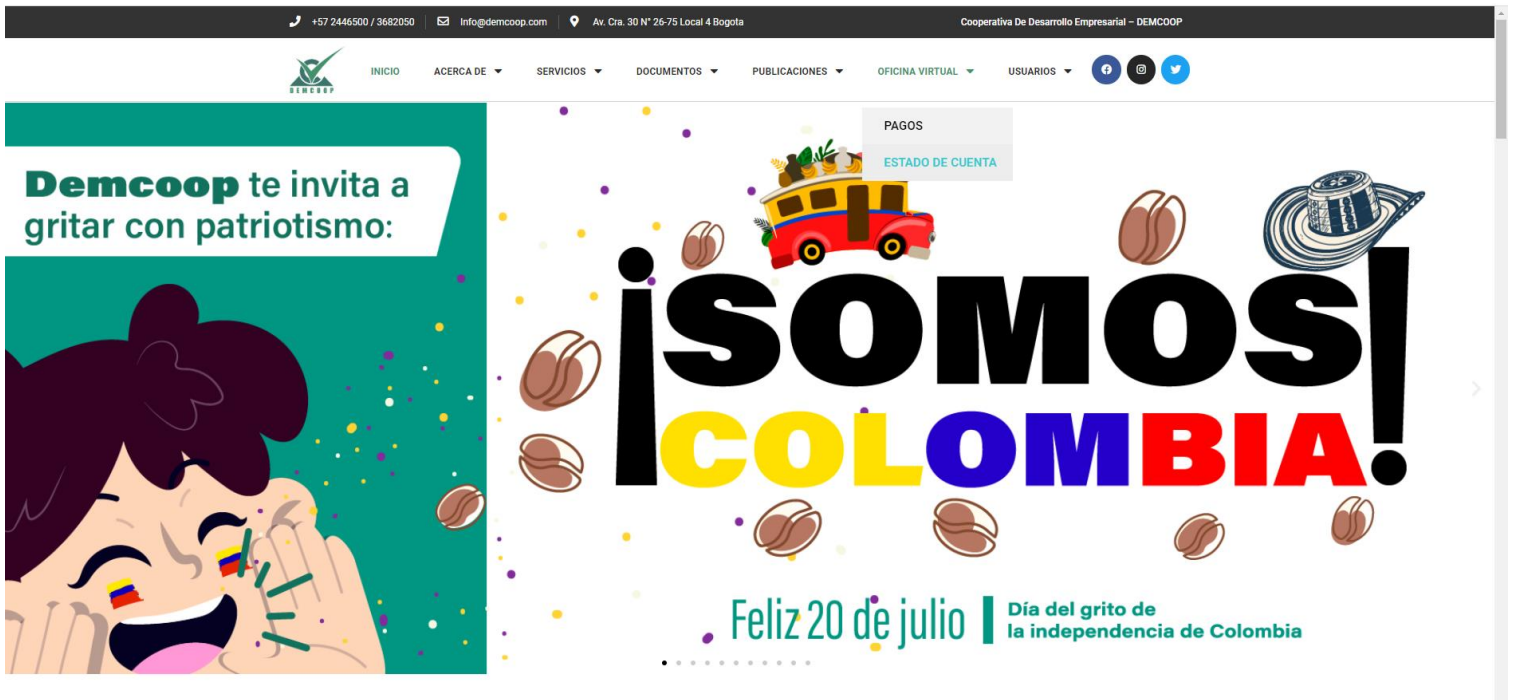 +57 2446500 / 3682050
Info@demcoop.com
Av. Cra. 30 N° 26-75 Local 4 Bogota
Cooperativa De Desarrollo Empresarial – DEMCOOP
DEMCOOP
INICIO
ACERCA DE
SERVICIOS
DOCUMENTOS
PUBLICACIONES
OFICINA VIRTUAL
USUARIOS
PAGOS
ESTADO DE CUENTA
Demcoop te invita a
gritar con patriotismo:
¡SOMOS
COLOMBIA!
Feliz 20 de julio
Día del grito de
la independencia de Colombia